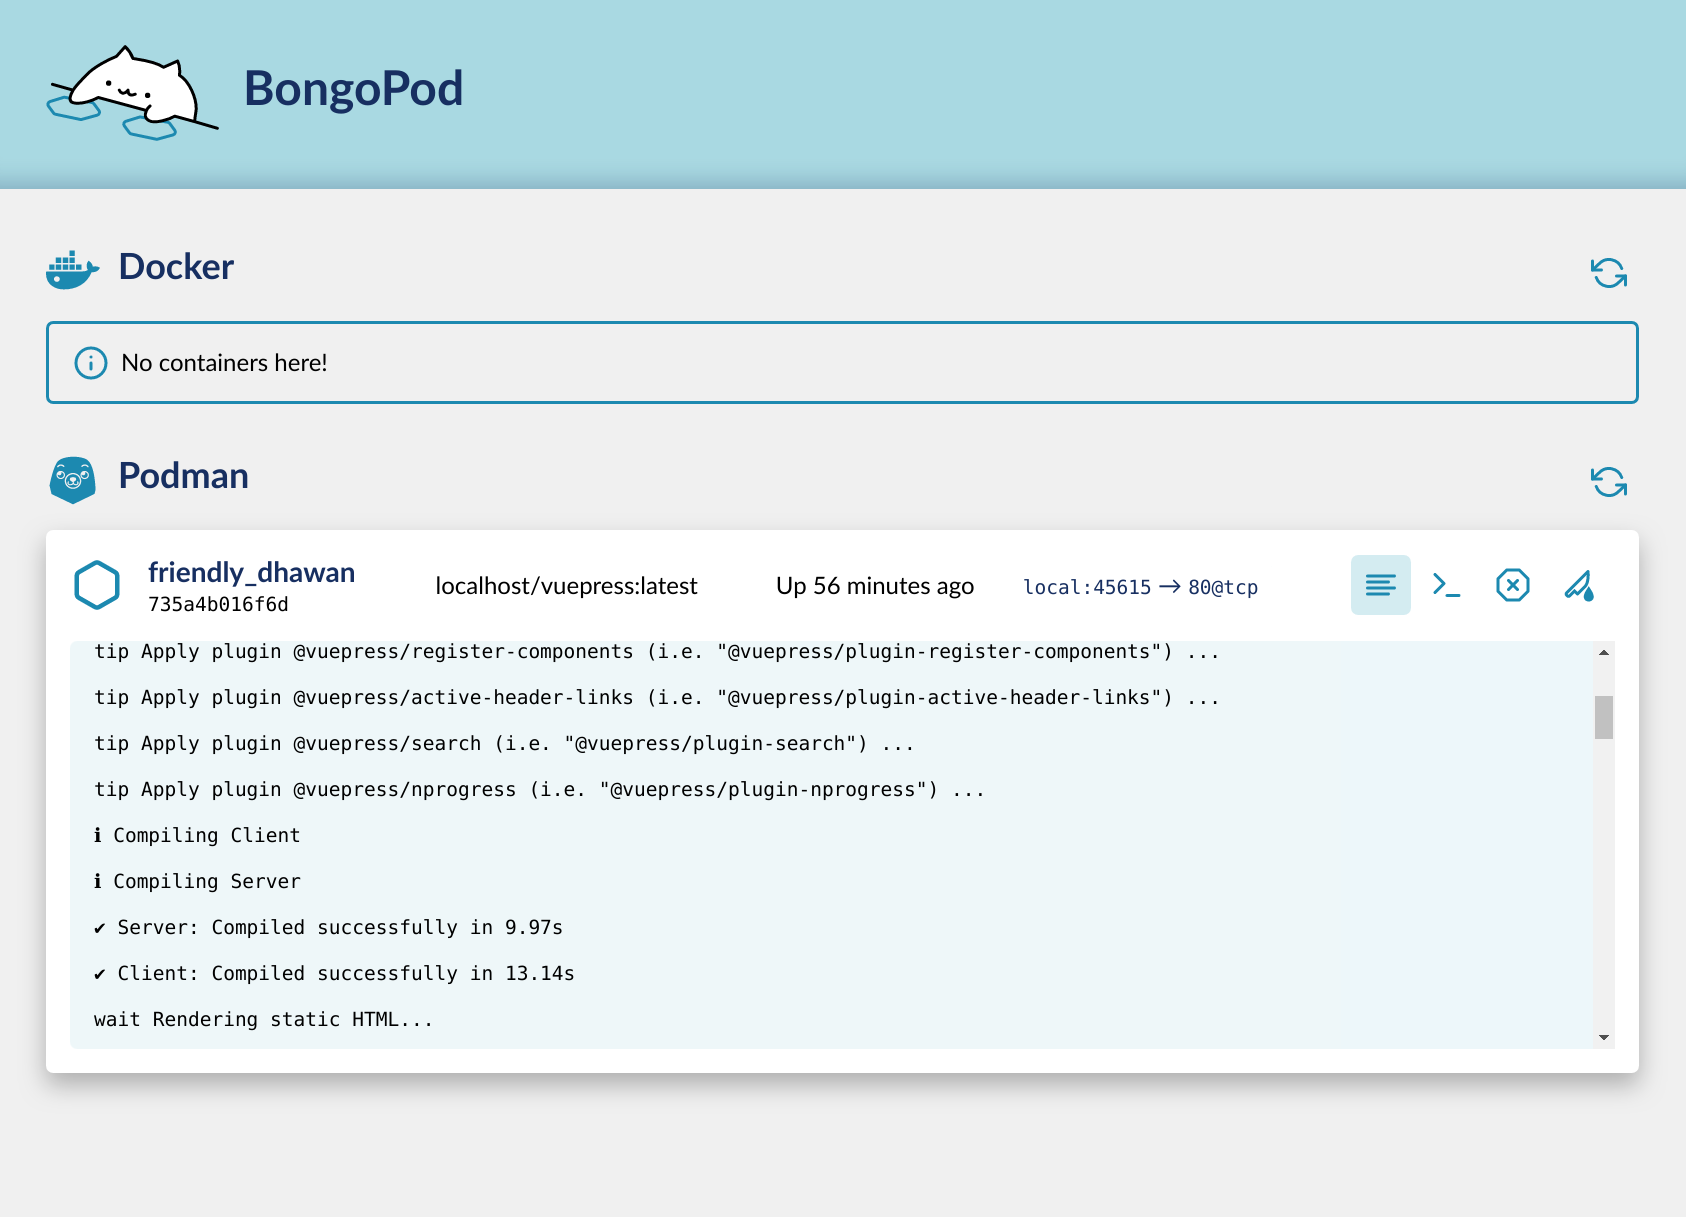 BongoPod
Docker
No containers here!
Podman
friendly_dhawan
735a4b016f6d
localhost/vuepress:latest
Up 56 minutes ago
local:45615 → 80@tcp
tip Apply plugin @vuepress/register-components (i.e. "@vuepress/plugin-register-components") ...
tip Apply plugin @vuepress/active-header-links (i.e. "@vuepress/plugin-active-header-links") ...
tip Apply plugin @vuepress/search (i.e. "@vuepress/plugin-search") ...
tip Apply plugin @vuepress/nprogress (i.e. "@vuepress/plugin-nprogress") ...
ℹ Compiling Client
ℹ Compiling Server
✔ Server: Compiled successfully in 9.97s
✔ Client: Compiled successfully in 13.14s
wait Rendering static HTML...